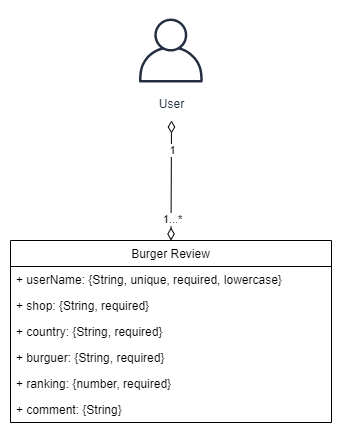 User
1
1...*
Burger Review
+ userName: {String, unique, required, lowercase}
+ shop: {String, required}
+ country: {String, required}
+ burguer: {String, required}
+ ranking: {number, required}
+ comment: {String}